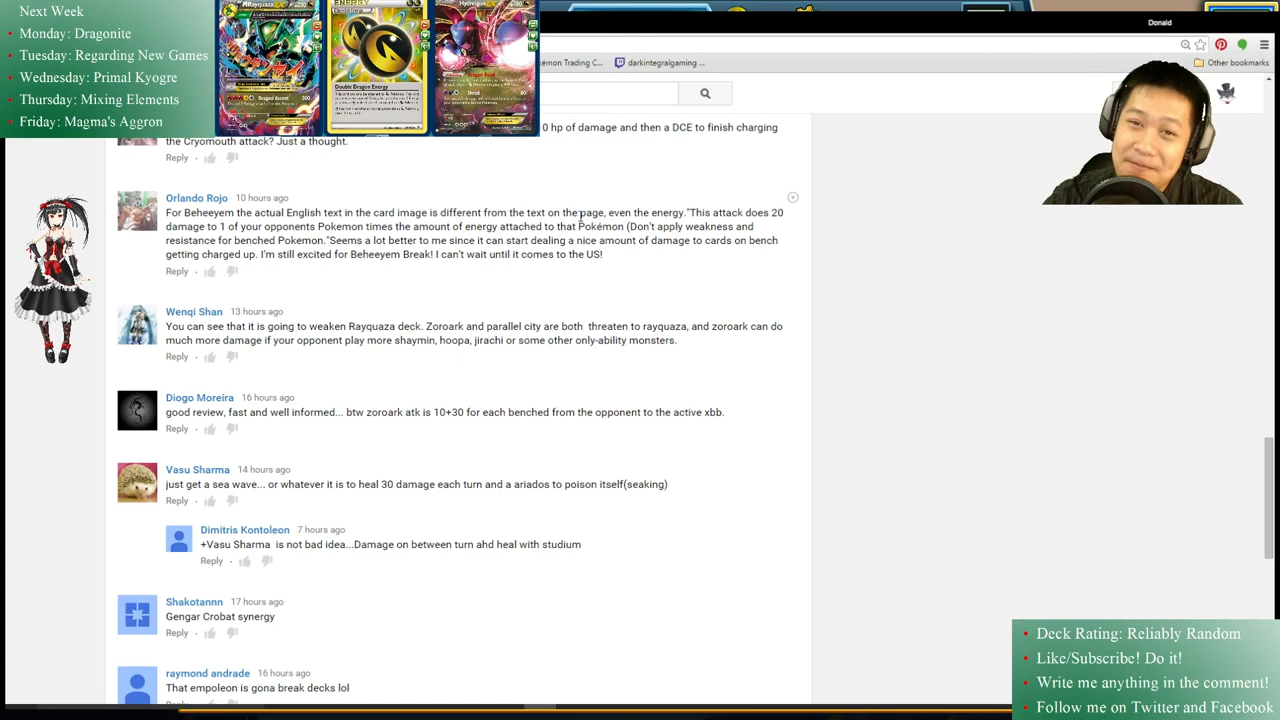 Next Week
Monday: Dragonite
Tuesday: Regarding New Games
Wednesday: Primal Kyogre
Thursday: Mixing Elements
Friday: Magma's Aggron
MRayquaza
ENERGY
Hydreigon
Double Dragon Energy
Donald
darkintegralgaming ...
Other bookmarks
0 hp of damage and then a DCE to finish charging
the Cryomouth attack? Just a thought.
Reply
Orlando Rojo 10 hours ago
For Beheeyem the actual English text in the card image is different from the text on the page, even the energy."This attack does 20
damage to 1 of your opponents Pokemon times the amount of energy attached to that Pokémon (Don't apply weakness and
resistance for benched Pokemon."Seems a lot better to me since it can start dealing a nice amount of damage to cards on bench
getting charged up. I'm still excited for Beheeyem Break! I can't wait until it comes to the US!
Reply
Wenqi Shan 13 hours ago
You can see that it is going to weaken Rayquaza deck. Zoroark and parallel city are both threaten to rayquaza, and zoroark can do
much more damage if your opponent play more shaymin, hoopa, jirachi or some other only-ability monsters.
Reply
Diogo Moreira 16 hours ago
good review, fast and well informed... btw zoroark atk is 10+30 for each benched from the opponent to the active xbb.
Reply
Vasu Sharma 14 hours ago
just get a sea wave... or whatever it is to heal 30 damage each turn and a ariados to poison itself(seaking)
Reply
Dimitris Kontoleon 7 hours ago
+Vasu Sharma is not bad idea...Damage on between turn ahd heal with studium
Reply
Shakotannn 17 hours ago
Gengar Crobat synergy
Reply
raymond andrade 16 hours ago
That empoleon is gona break decks lol
Deck Rating: Reliably Random
Like/Subscribe! Do it!
Write me anything in the comment!
Follow me on Twitter and Facebook